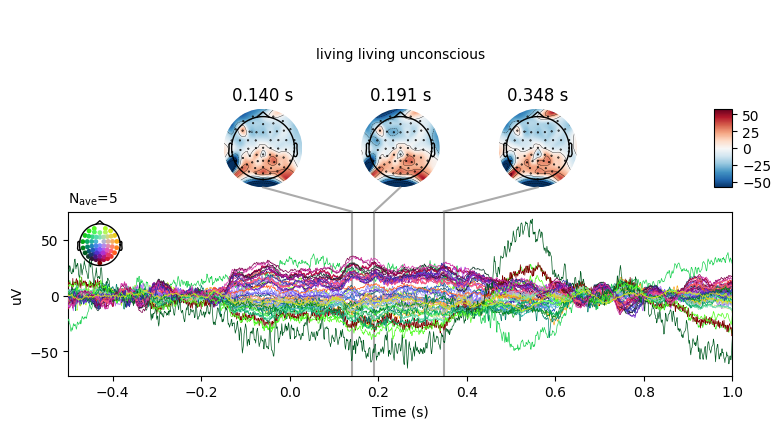 living living unconscious
0.140 s 0.191 s 0.348 s
50
25
0
−25
−50
Nave=5
50
0
−50
uV
−0.4 −0.2 0.0 0.2 0.4 0.6 0.8 1.0
Time (s)